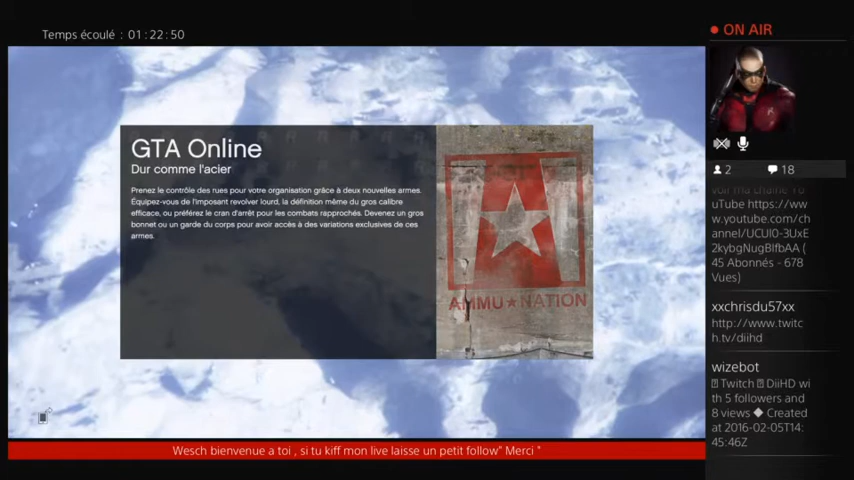 Temps écoulé : 01:22:50
ON AIR
GTA Online
Dur comme l'acier
Prenez le contrôle des rues pour votre organisation grâce à deux nouvelles armes.
Équipez-vous de l'imposant revolver lourd, la définition même du gros calibre
efficace, ou préférez le cran d'arrêt pour les combats rapprochés. Devenez un gros
bonnet ou un garde du corps pour avoir accès à des variations exclusives de ces
armes.
AMMU★NATION
2
18
voir ma chaine Yo
uTube https://ww
w.youtube.com/ch
annel/UCUl0-3UxE
2kybgNugBlfbAA (
45 Abonnés - 678
Vues)
xxchrisdu57xx
http://www.twitc
h.tv/diihd
wizebot
Twitch DiiHD wi
th 5 followers and
8 views ◆ Created
at 2016-02-05T14:
45:46Z
Wesch bienvenue a toi , si tu kiff mon live laisse un petit follow" Merci "